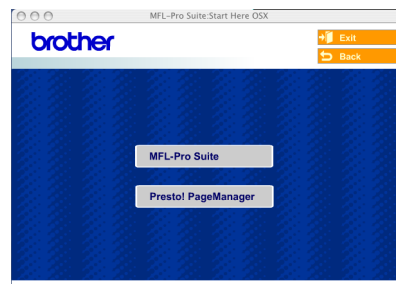 MFL-Pro Suite:Start Here OSX
brother
Exit
Back
MFL-Pro Suite
Presto! PageManager